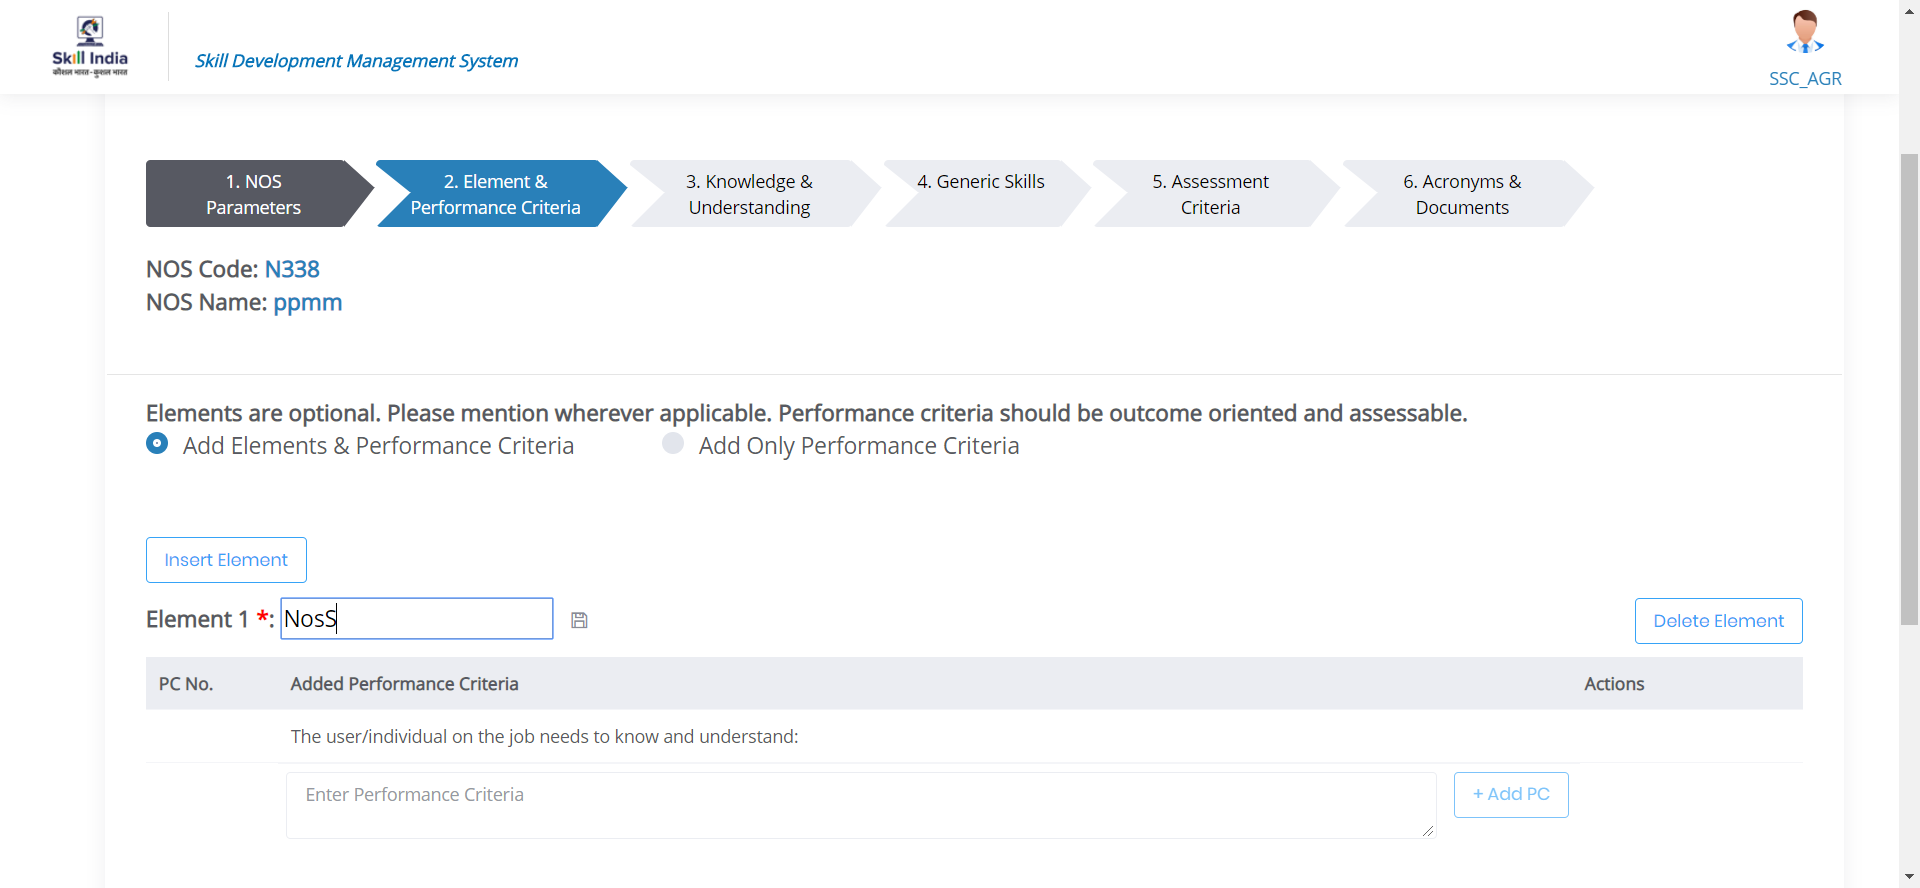 Skill India
कौशल भारत - कुशल भारत
Skill Development Management System
SSC_AGR
1. NOS
Parameters
2. Element &
Performance Criteria
3. Knowledge &
Understanding
4. Generic Skills
5. Assessment
Criteria
6. Acronyms &
Documents
NOS Code: N338
NOS Name: ppmm
Elements are optional. Please mention wherever applicable. Performance criteria should be outcome oriented and assessable.
Add Elements & Performance Criteria Add Only Performance Criteria
Insert Element
Element 1 *: NosS Delete Element
PC No. Added Performance Criteria Actions
The user/individual on the job needs to know and understand:
Enter Performance Criteria + Add PC